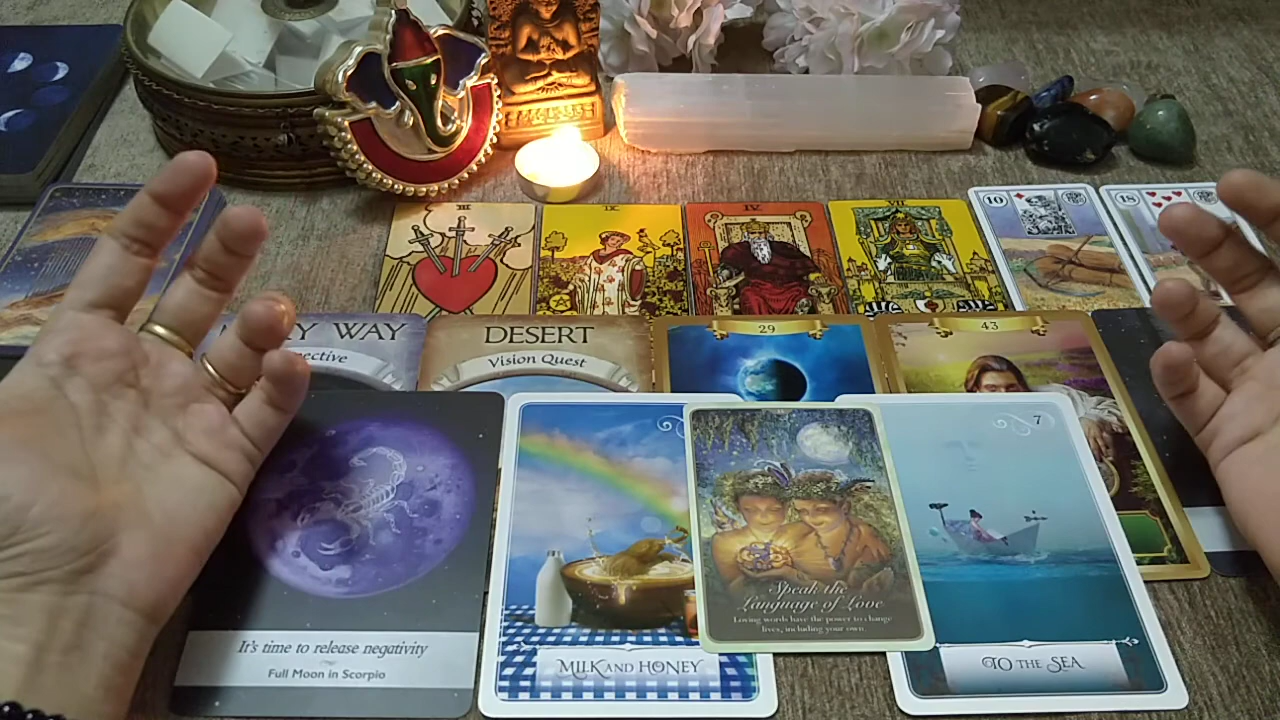 III
IX
IV
VII
10
18
Y WAY
ective
DESERT
Vision Quest
29
43
7
It's time to release negativity
Full Moon in Scorpio
MILK AND HONEY
Speak the
Language of Love
Loving words have the power to change
lives, including your own.
TO THE SEA